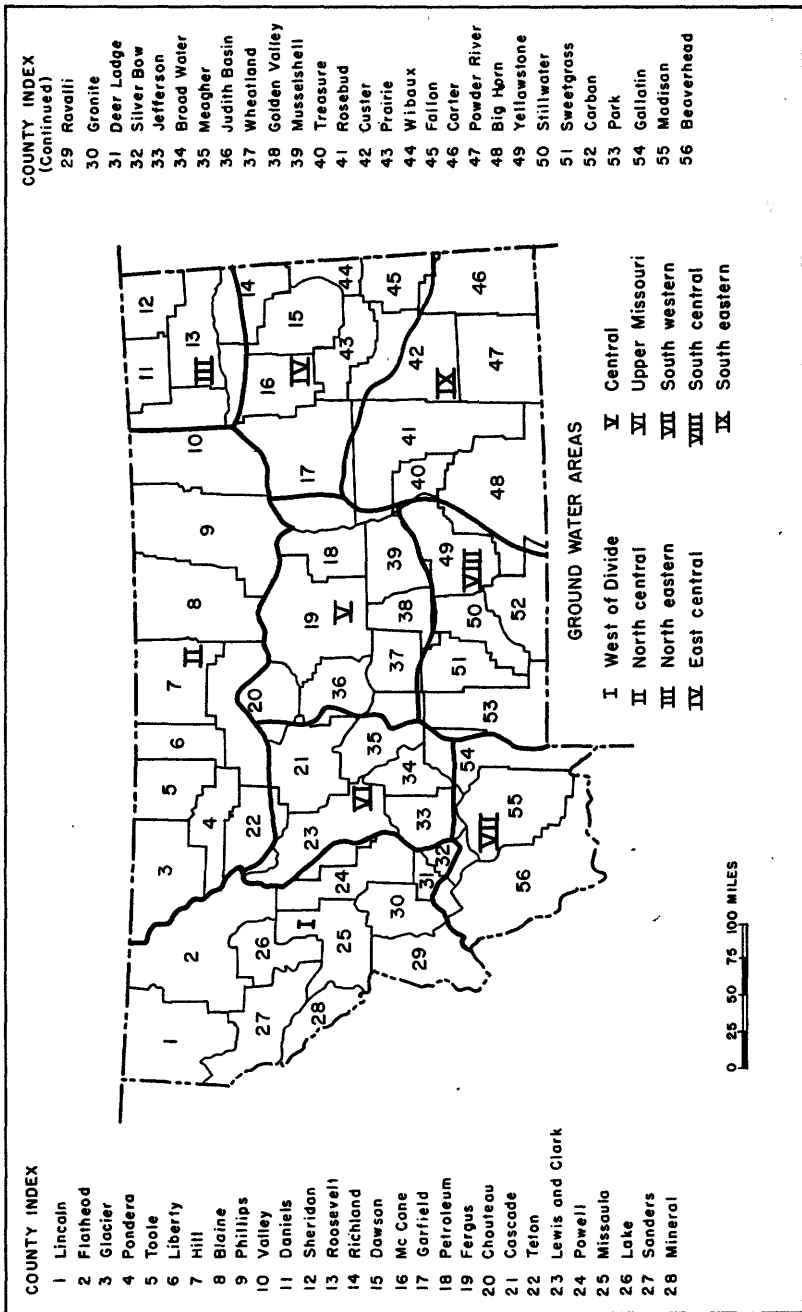 COUNTY INDEX
1 Lincoln
2 Flathead
3 Glacier
4 Pondera
5 Toole
6 Liberty
7 Hill
8 Blaine
9 Phillips
10 Valley
11 Daniels
12 Sheridan
13 Roosevelt
14 Richland
15 Dawson
16 Mc Cone
17 Garfield
18 Petroleum
19 Fergus
20 Chouteau
21 Cascade
22 Teton
23 Lewis and Clark
24 Powell
25 Missoula
26 Lake
27 Sanders
28 Mineral
1
2
3
4
5
6
7
II
8
9
10
11
12
13
III
14
15
16
IV
17
18
19
V
20
21
22
23
VI
24
I
25
26
27
28
29
30
31
32
33
34
35
36
37
38
39
40
41
42
IX
43
44
45
46
47
48
49
VIII
50
51
52
53
54
55
VII
56
0 25 50 75 100 MILES
GROUND WATER AREAS
I West of Divide
II North central
III North eastern
IV East central
V Central
VI Upper Missouri
VII South western
VIII South central
IX South eastern
COUNTY INDEX
(Continued)
29 Ravalli
30 Granite
31 Deer Lodge
32 Silver Bow
33 Jefferson
34 Broad Water
35 Meagher
36 Judith Basin
37 Wheatland
38 Golden Valley
39 Musselshell
40 Treasure
41 Rosebud
42 Custer
43 Prairie
44 Wibaux
45 Fallon
46 Carter
47 Powder River
48 Big Horn
49 Yellowstone
50 Stillwater
51 Sweetgrass
52 Carbon
53 Park
54 Gallatin
55 Madison
56 Beaverhead